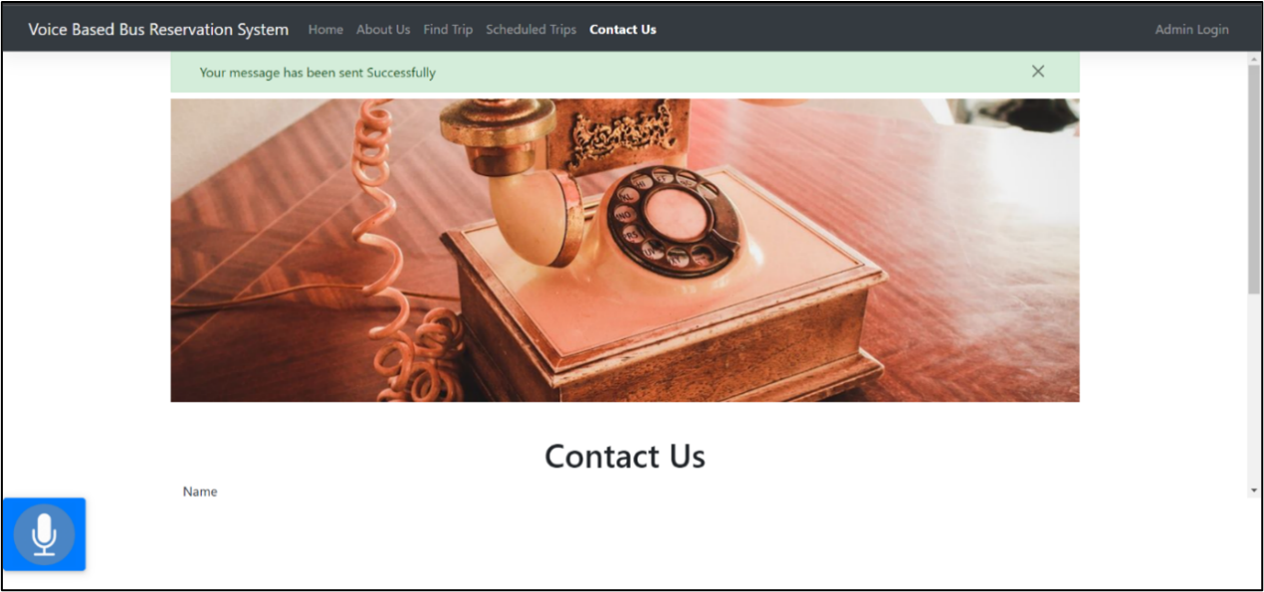 Voice Based Bus Reservation System Home About Us Find Trip Scheduled Trips Contact Us Admin Login
Your message has been sent Successfully
Contact Us
Name